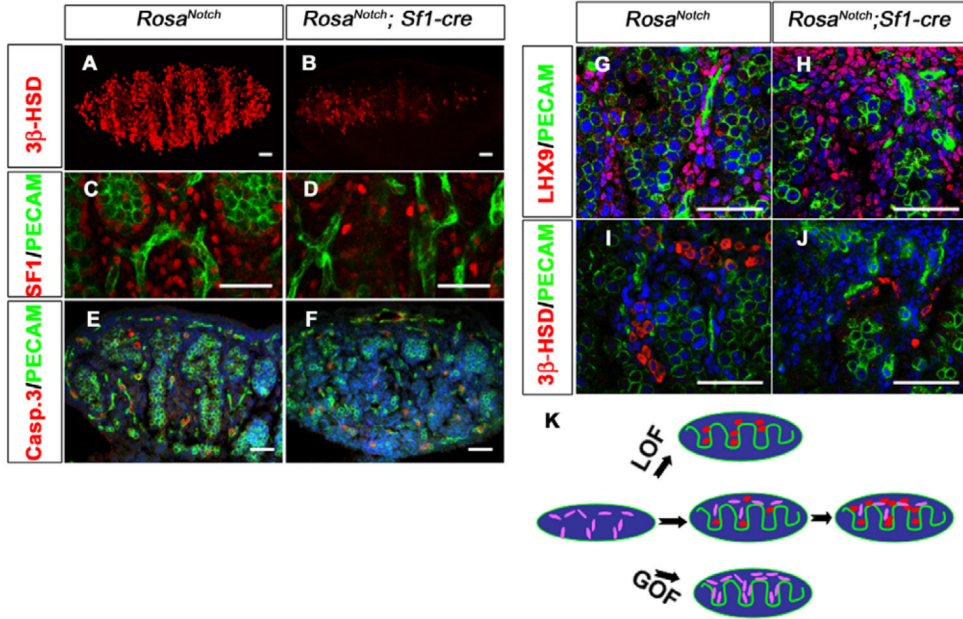 Rosa^Notch
Rosa^Notch; Sf1-cre
Rosa^Notch
Rosa^Notch;Sf1-cre
3β-HSD
A
B
SF1/PECAM
C
D
Casp.3/PECAM
E
F
LHX9/PECAM
G
H
3β-HSD/PECAM
I
J
K
LOF
GOF